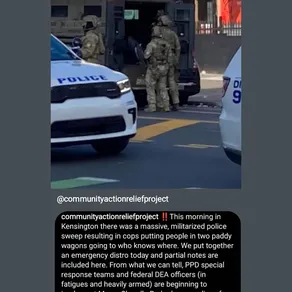 POLICE
9
@communityactionreliefproject
communityactionreliefproject ‼️This morning in
Kensington there was a massive, militarized police
sweep resulting in cops putting people in two paddy
wagons going to who knows where. We put together
an emergency distro today and partial notes are
included here. From what we can tell, PPD special
response teams and federal DEA officers (in
fatigues and heavily armed) are beginning to